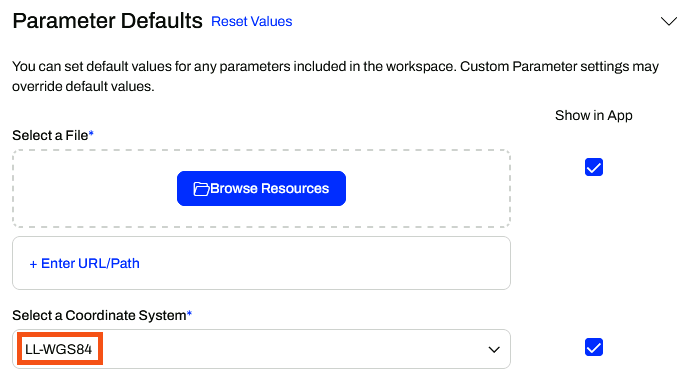 Parameter Defaults Reset Values
You can set default values for any parameters included in the workspace. Custom Parameter settings may
override default values.
Show in App
Select a File*
Browse Resources
+ Enter URL/Path
Select a Coordinate System*
LL-WGS84